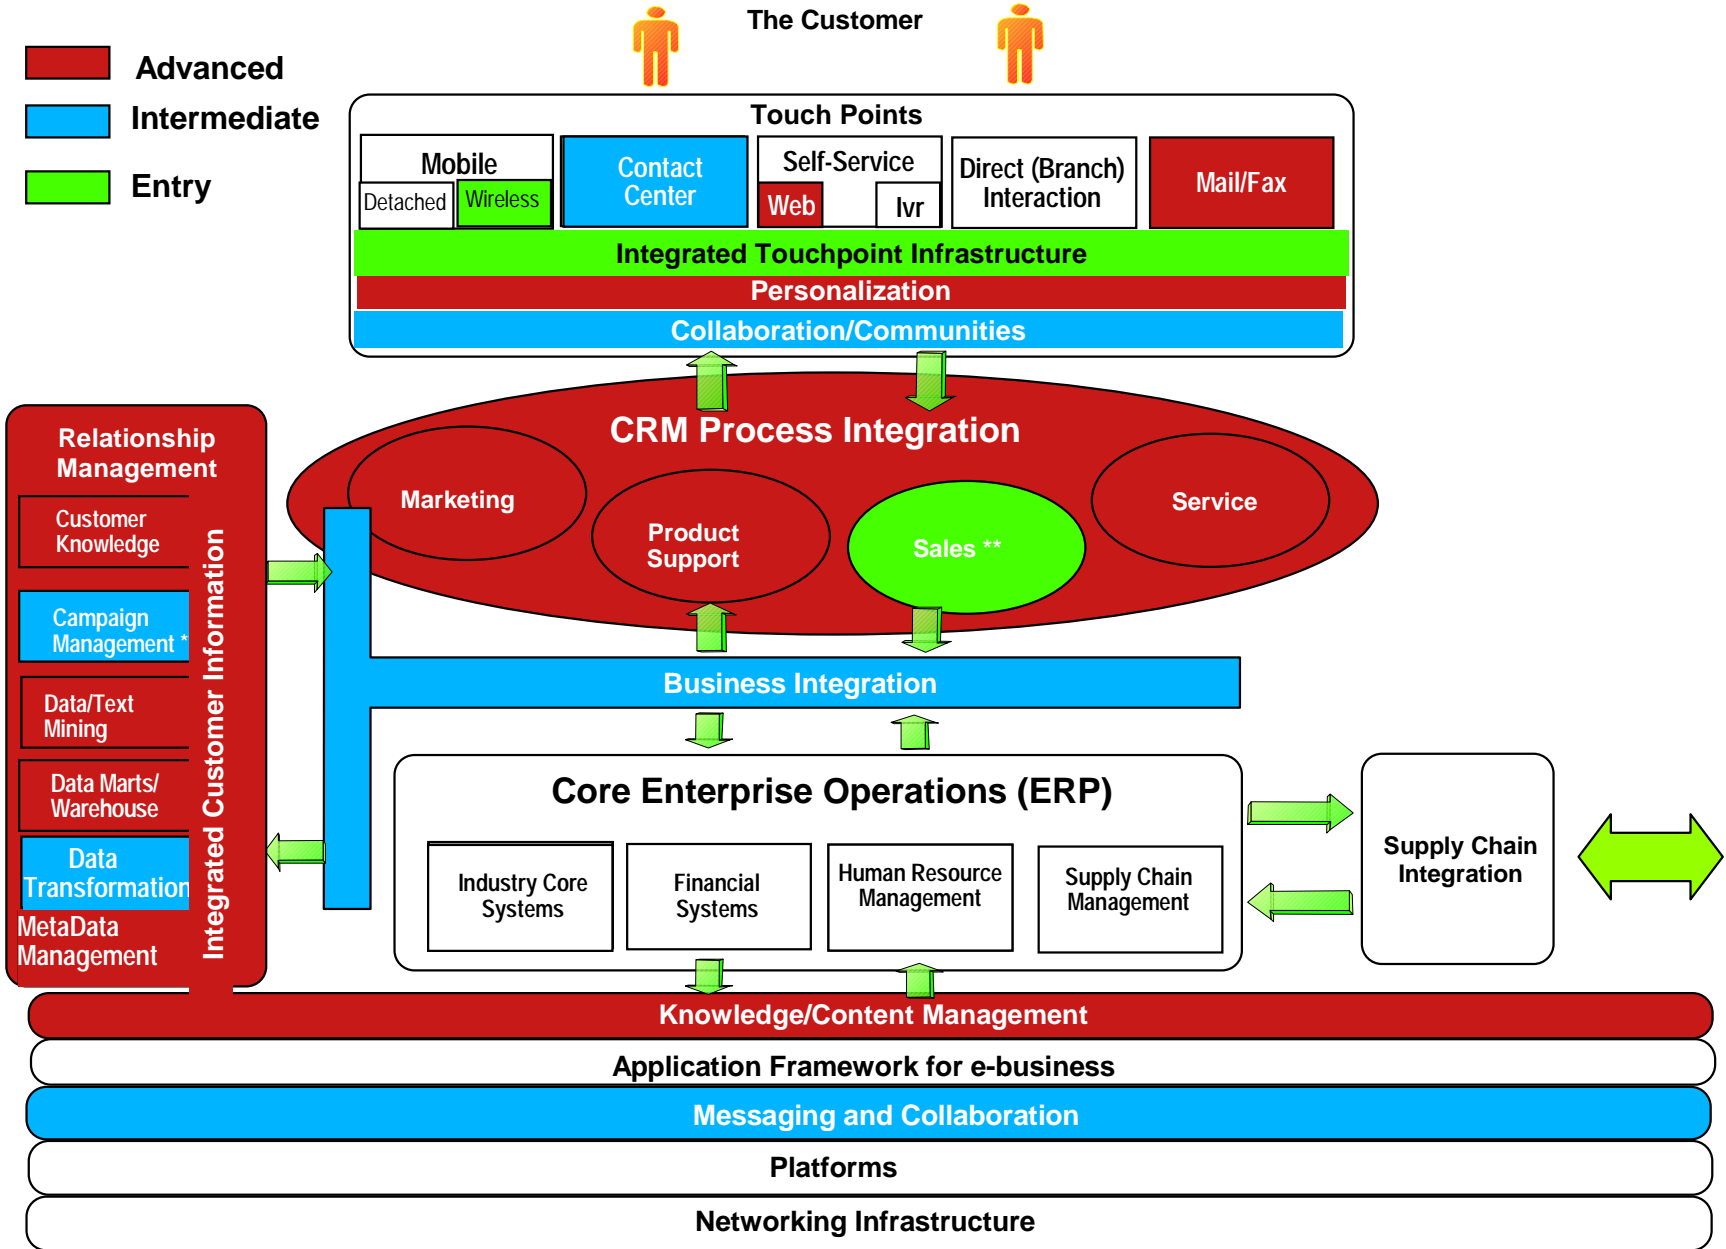 The Customer
Advanced
Intermediate
Entry
Touch Points
Mobile
Detached
Wireless
Contact
Center
Self-Service
Web
Ivr
Direct (Branch)
Interaction
Mail/Fax
Integrated Touchpoint Infrastructure
Personalization
Collaboration/Communities
CRM Process Integration
Marketing
Product
Support
Sales **
Service
Relationship
Management
Customer
Knowledge
Campaign
Management *
Data/Text
Mining
Data Marts/
Warehouse
Data
Transformation
MetaData
Management
Integrated Customer Information
Business Integration
Core Enterprise Operations (ERP)
Industry Core
Systems
Financial
Systems
Human Resource
Management
Supply Chain
Management
Supply Chain
Integration
Knowledge/Content Management
Application Framework for e-business
Messaging and Collaboration
Platforms
Networking Infrastructure